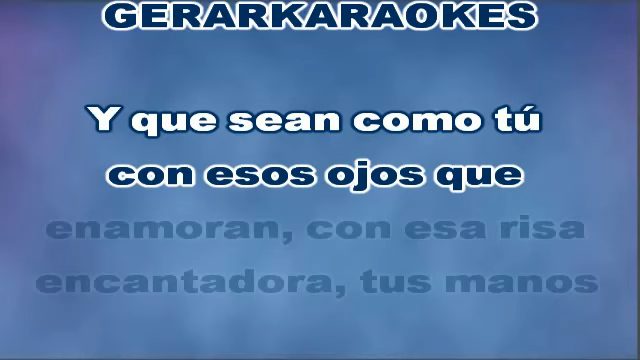 GERARKARAOKES
Y que sean como tú
con esos ojos que
enamoran, con esa risa
encantadora, tus manos